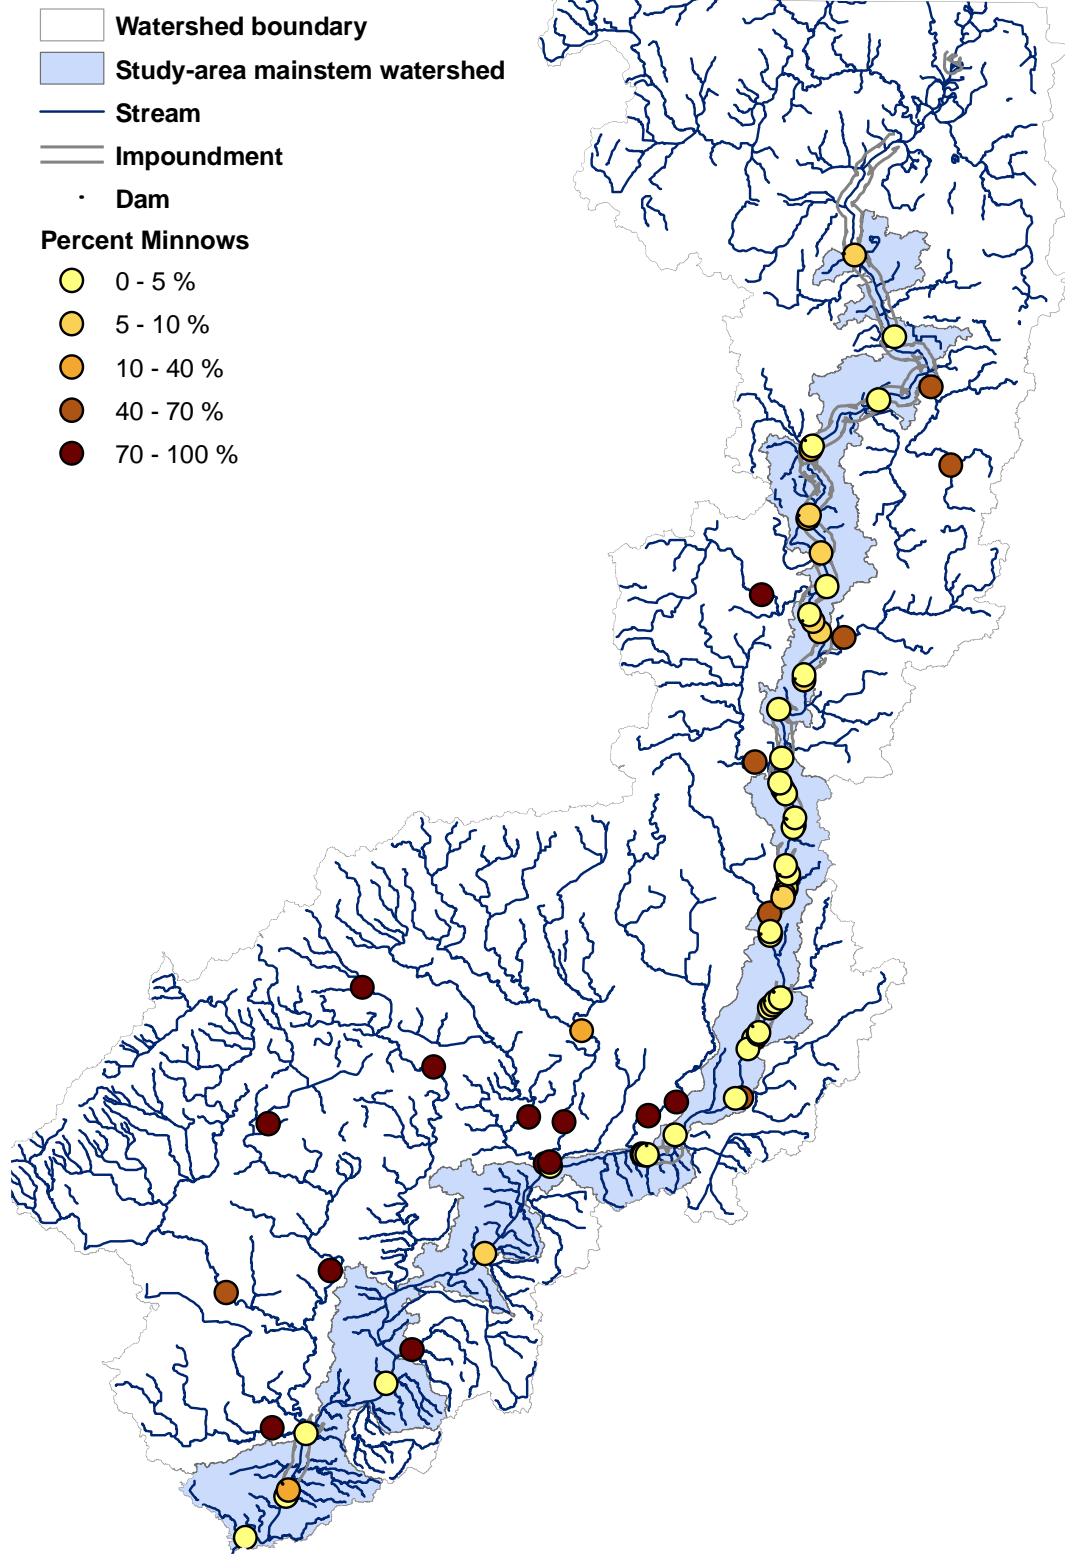 Watershed boundary
Study-area mainstem watershed
Stream
Impoundment
Dam
Percent Minnows
0 - 5 %
5 - 10 %
10 - 40 %
40 - 70 %
70 - 100 %